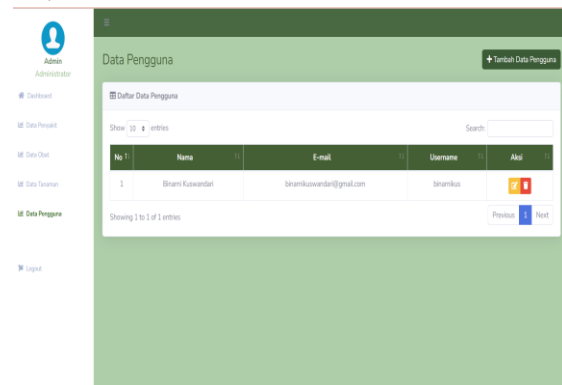 Admin
Administrator
Dashboard
Data Penyakit
Data Obat
Data Tanaman
Data Pengguna
Logout
Data Pengguna
+ Tambah Data Pengguna
Daftar Data Pengguna
Show 10 entries
Search:
No Nama E-mail Username Aksi
1 Binarni Kuswandari binarnikuswandari@gmail.com binarnikus
Showing 1 to 1 of 1 entries
Previous 1 Next